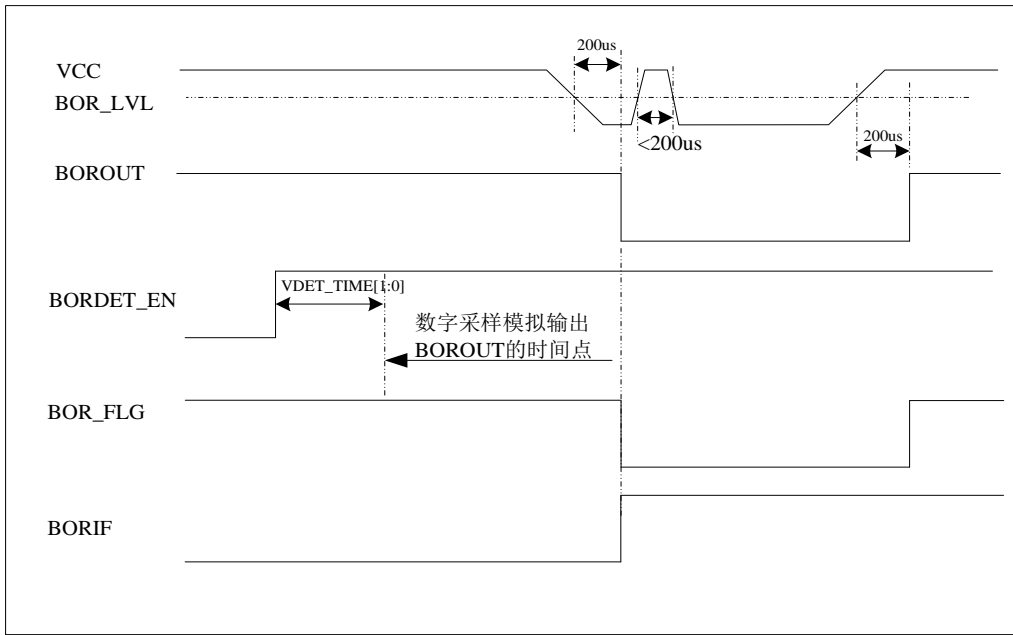 200us
VCC
BOR_LVL
<200us
200us
BOROUT
VDET_TIME[1:0]
BORDET_EN
数字采样模拟输出
BOROUT的时间点
BOR_FLG
BORIF